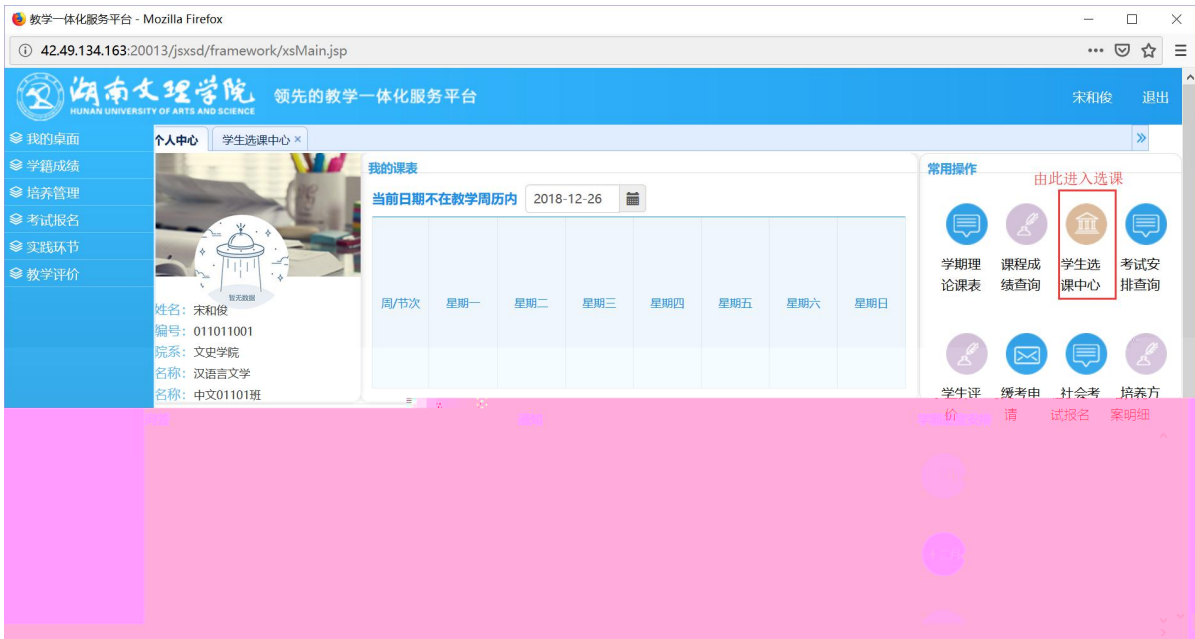 教学一体化服务平台 - Mozilla Firefox
42.49.134.163:20013/jsxsd/framework/xsMain.jsp
湖南文理学院
HUNAN UNIVERSITY OF ARTS AND SCIENCE
领先的教学一体化服务平台
宋和俊 退出
我的桌面
学籍成绩
培养管理
考试报名
实践环节
教学评价
个人中心 学生选课中心 ×
暂无数据
姓名：宋和俊
编号：011011001
院系：文史学院
名称：汉语言文学
名称：中文01101班
我的课表
当前日期不在教学周历内 2018-12-26
周/节次 星期一 星期二 星期三 星期四 星期五 星期六 星期日
常用操作
由此进入选课
学期理论课表
课程成绩查询
学生选课中心
考试安排查询
学生评价
缓考申请
社会考试报名
培养方案明细